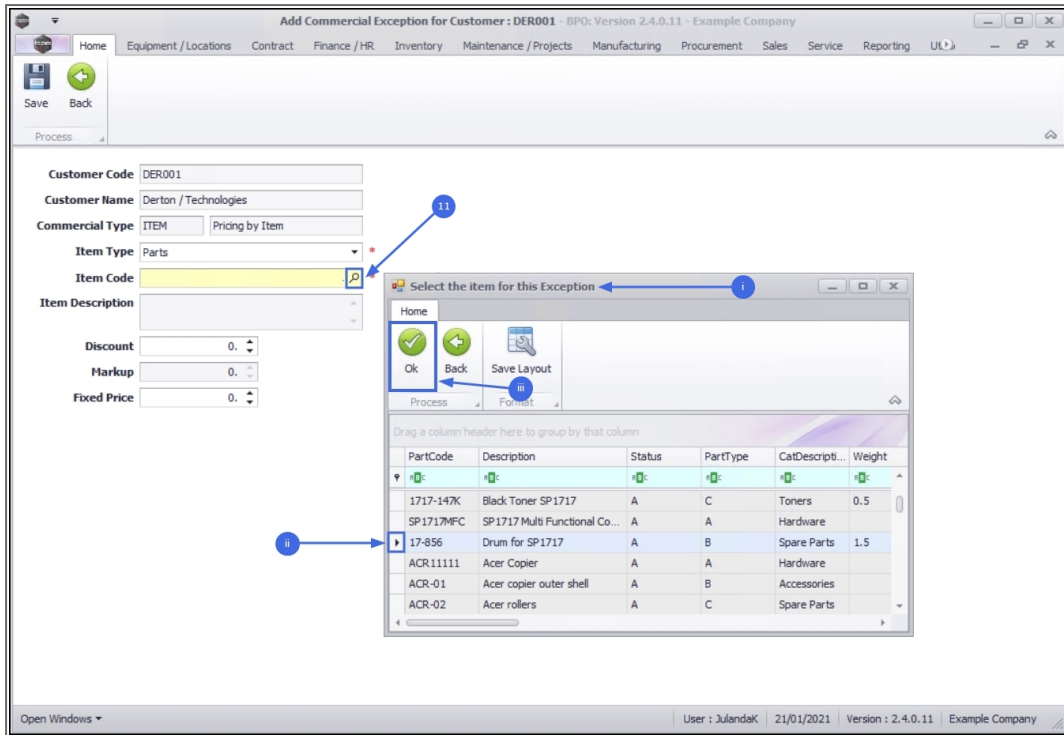 Add Commercial Exception for Customer : DER001 - BPO: Version 2.4.0.11 - Example Company
Home Equipment / Locations Contract Finance / HR Inventory Maintenance / Projects Manufacturing Procurement Sales Service Reporting
Save Back
Process
Customer Code DER001
Customer Name Derton / Technologies
Commercial Type ITEM Pricing by Item
Item Type Parts *
Item Code *
Item Description
Discount 0.
Markup 0.
Fixed Price 0.
11
Select the item for this Exception
i
Home
Ok Back Save Layout
iii
Process Format
Drag a column header here to group by that column
PartCode Description Status PartType CatDescripti... Weight
1717-147K Black Toner SP1717 A C Toners 0.5
SP1717MFC SP1717 Multi Functional Co... A A Hardware
ii
17-856 Drum for SP1717 A B Spare Parts 1.5
ACR11111 Acer Copier A A Hardware
ACR-01 Acer copier outer shell A B Accessories
ACR-02 Acer rollers A C Spare Parts
Open Windows User : JulandaK 21/01/2021 Version : 2.4.0.11 Example Company